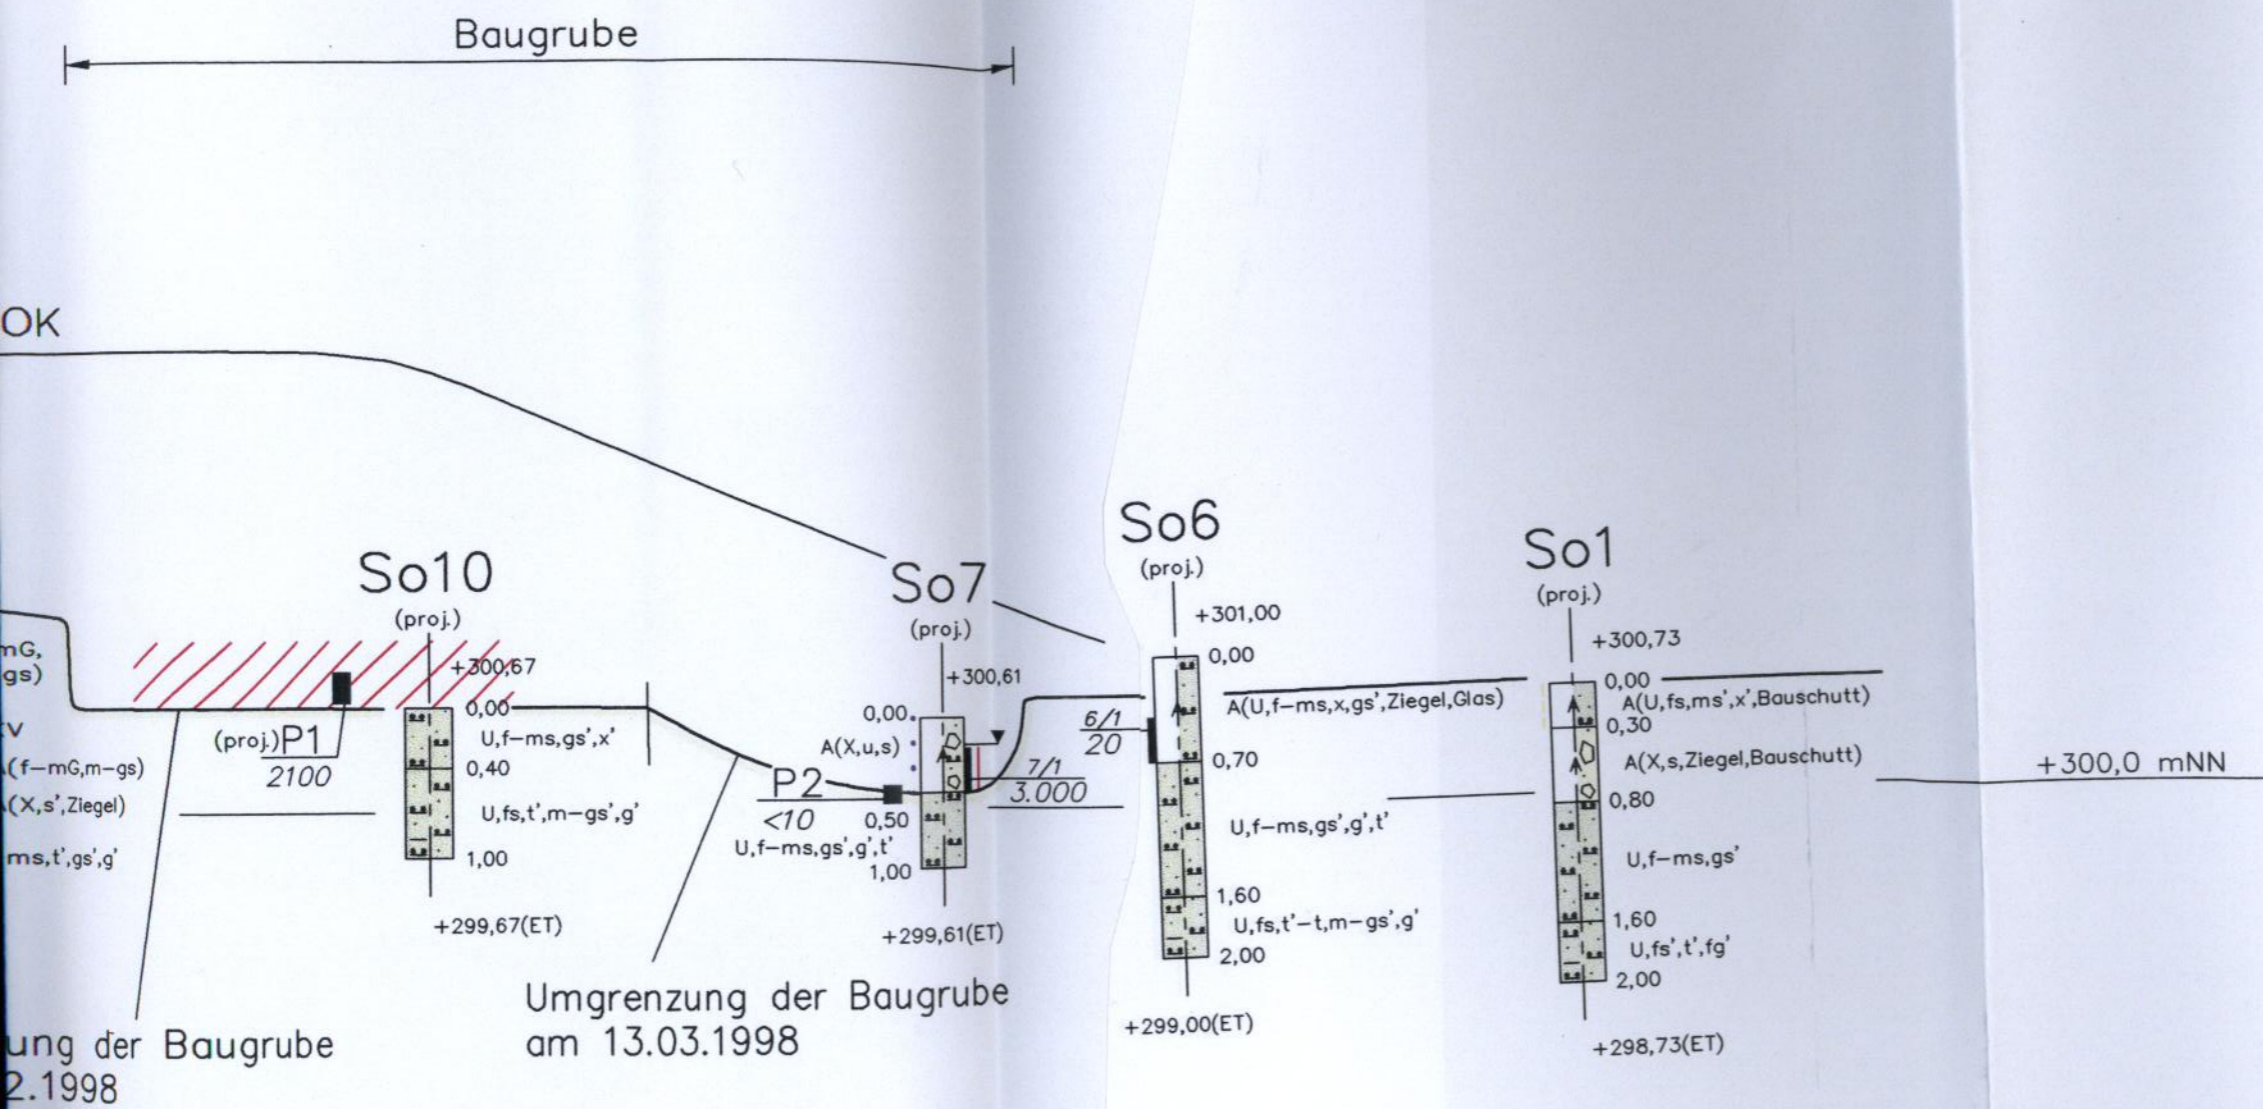 Baugrube
OK
mG,
gs)
(f-mG,m-gs)
(X,s',Ziegel)
ms,t',gs',g'
ung der Baugrube
2.1998
(proj.)P1
2100
So10
(proj.)
+300,67
0,00
U,f-ms,gs',x'
0,40
U,fs,t',m-gs',g'
1,00
+299,67(ET)
Umgrenzung der Baugrube
am 13.03.1998
P2
<10
So7
(proj.)
+300,61
0,00
A(X,u,s)
7/1
3.000
0,50
U,f-ms,gs',g',t'
1,00
+299,61(ET)
So6
(proj.)
+301,00
0,00
A(U,f-ms,x,gs',Ziegel,Glas)
6/1
20
0,70
U,f-ms,gs',g',t'
1,60
U,fs,t'-t,m-gs',g'
2,00
+299,00(ET)
So1
(proj.)
+300,73
0,00
A(U,fs,ms',x',Bauschutt)
0,30
A(X,s,Ziegel,Bauschutt)
0,80
U,f-ms,gs'
1,60
U,fs',t',fg'
2,00
+298,73(ET)
+300,0 mNN